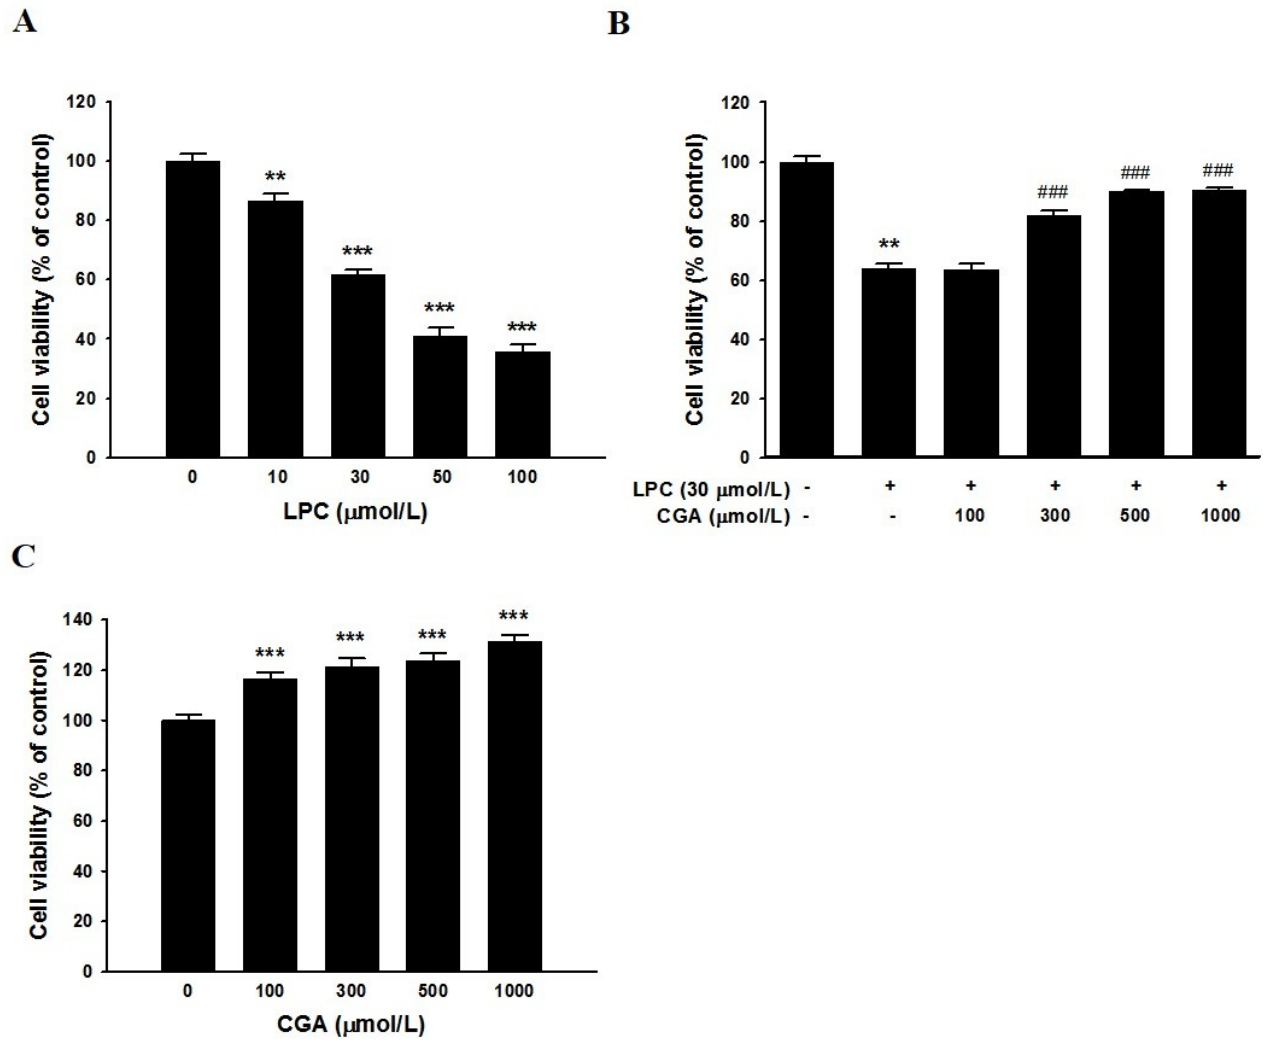 A
120
100
80
60
40
20
0
Cell viability (% of control)
**
***
***
***
0 10 30 50 100
LPC (μmol/L)
B
120
100
80
60
40
20
0
Cell viability (% of control)
**
###
###
###
LPC (30 μmol/L) - + + + + +
CGA (μmol/L) - - 100 300 500 1000
C
140
120
100
80
60
40
20
0
Cell viability (% of control)
***
***
***
***
0 100 300 500 1000
CGA (μmol/L)